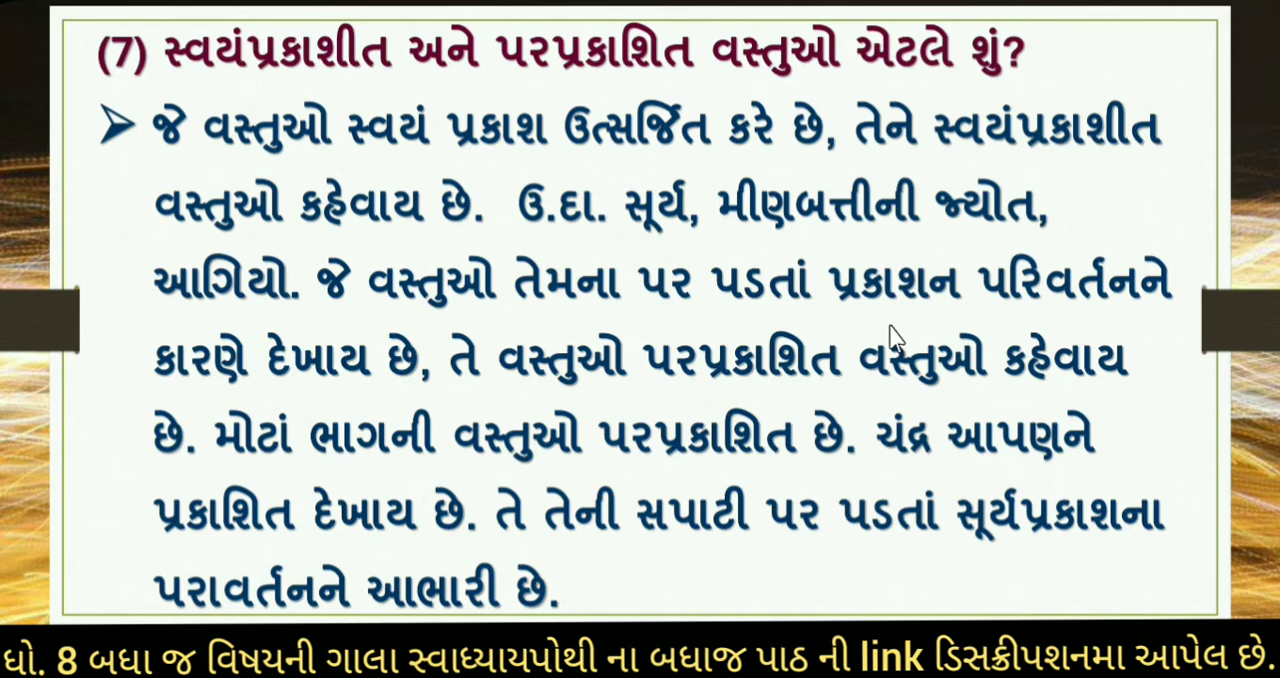 (7) સ્વયંપ્રકાશીત અને પરપ્રકાશિત વસ્તુઓ એટલે શું?
➢ જે વસ્તુઓ સ્વયં પ્રકાશ ઉત્સર્જિત કરે છે, તેને સ્વયંપ્રકાશીત
વસ્તુઓ કહેવાય છે. ઉ.દા. સૂર્ય, મીણબત્તીની જ્યોત,
આગિયો. જે વસ્તુઓ તેમના પર પડતાં પ્રકાશન પરિવર્તનને
કારણે દેખાય છે, તે વસ્તુઓ પરપ્રકાશિત વસ્તુઓ કહેવાય
છે. મોટાં ભાગની વસ્તુઓ પરપ્રકાશિત છે. ચંદ્ર આપણને
પ્રકાશિત દેખાય છે. તે તેની સપાટી પર પડતાં સૂર્યપ્રકાશના
પરાવર્તનને આભારી છે.
ધો. 8 બધા જ વિષયની ગાલા સ્વાધ્યાયપોથી ના બધાજ પાઠ ની link ડિસક્રીપશનમા આપેલ છે.